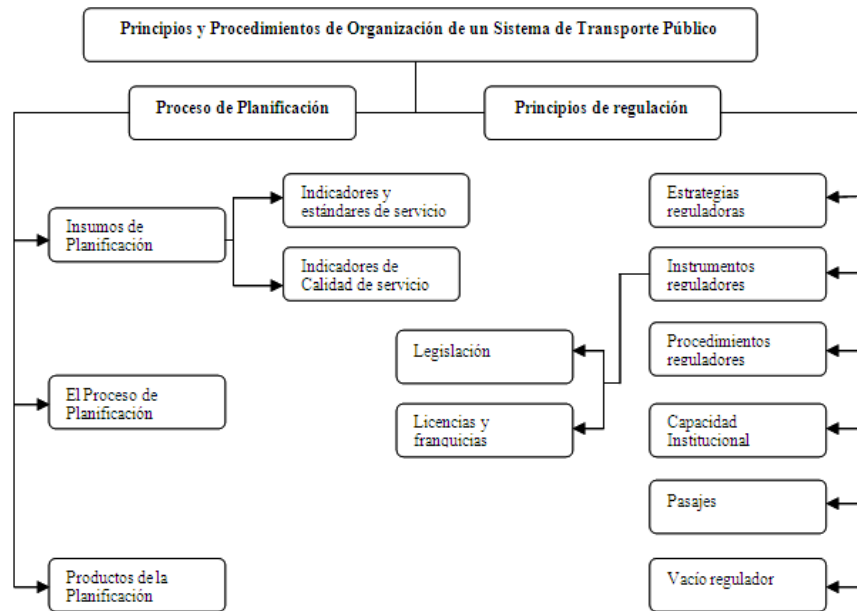 Principios y Procedimientos de Organización de un Sistema de Transporte Público
Proceso de Planificación
Principios de regulación
Insumos de
Planificación
Indicadores y
estándares de servicio
Indicadores de
Calidad de servicio
El Proceso de
Planificación
Productos de la
Planificación
Estrategias
reguladoras
Instrumentos
reguladores
Legislación
Licencias y
franquicias
Procedimientos
reguladores
Capacidad
Institucional
Pasajes
Vacío regulador